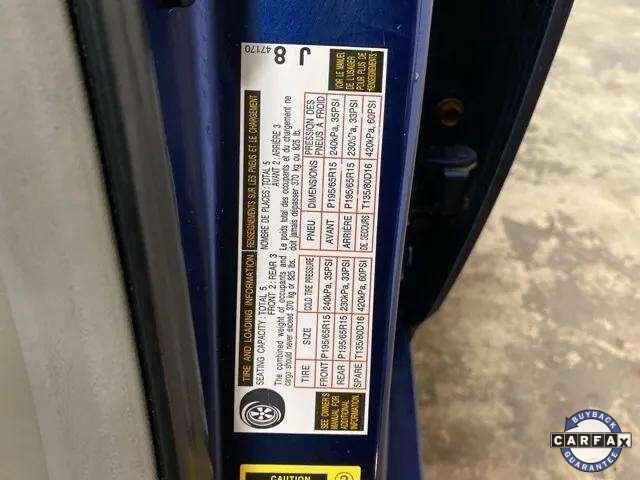 TIRE AND LOADING INFORMATION RENSEIGNEMENTS SUR LES PNEUS ET LE CHARGEMENT
SEATING CAPACITY : TOTAL 5 FRONT 2 : REAR 3
The combined weight of occupants and
cargo should never exceed 370 kg or 825 lbs.
NOMBRE DE PLACES : TOTAL 5 AVANT 2 : ARRIÈRE 3
Le poids total des occupants et du chargement ne
doit jamais dépasser 370 kg ou 825 lb.
TIRE SIZE COLD TIRE PRESSURE
FRONT P195/65R15 240kPa, 35PSI
REAR P195/65R15 230kPa, 33PSI
SPARE T135/80D16 420kPa, 60PSI
PNEU DIMENSIONS PRESSION DES PNEUS À FROID
AVANT P195/65R15 240kPa, 35PSI
ARRIÈRE P195/65R15 230kPa, 33PSI
DE SECOURS T135/80D16 420kPa, 60PSI
SEE OWNER'S
MANUAL FOR
ADDITIONAL
INFORMATION
VOIR LE MANUEL
DE L'USAGER
POUR PLUS DE
RENSEIGNEMENTS
47170
J 8
CAUTION
BUYBACK
CARFAX
GUARANTEE